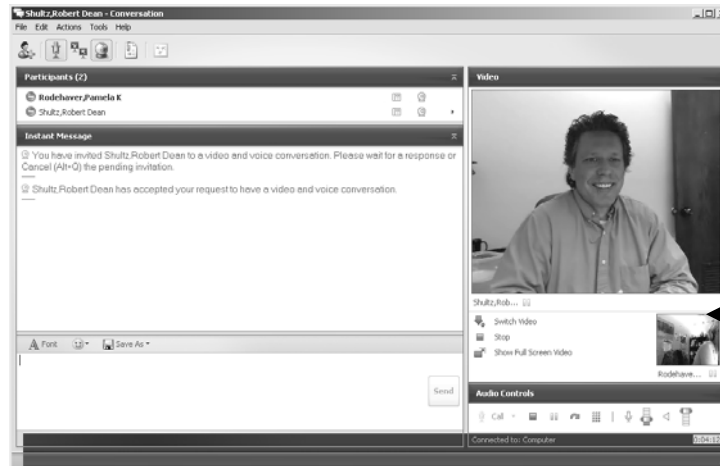 Shultz,Robert Dean - Conversation
File Edit Actions Tools Help
Participants (2)
Rodehaver,Pamela K
Shultz,Robert Dean
Instant Message
You have invited Shultz,Robert Dean to a video and voice conversation. Please wait for a response or
Cancel (Alt+Q) the pending invitation.
Shultz,Robert Dean has accepted your request to have a video and voice conversation.
Font Save As
Send
Video
Shultz,Rob...
Switch Video
Stop
Show Full Screen Video
Rodehave...
Audio Controls
Call
Connected to: Computer 0:04:12